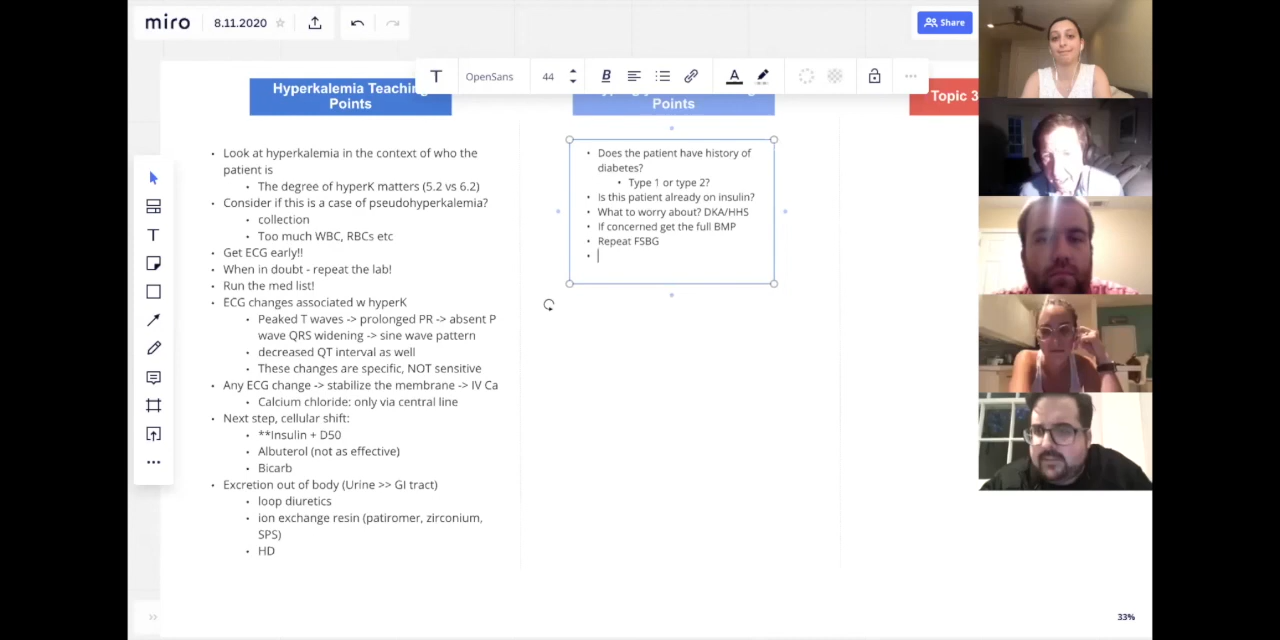 miro
8.11.2020
Share
OpenSans
44
B
A
Hyperkalemia Teaching
Points
Points
Topic 3
Look at hyperkalemia in the context of who the
patient is
The degree of hyperK matters (5.2 vs 6.2)
Consider if this is a case of pseudohyperkalemia?
collection
Too much WBC, RBCs etc
Get ECG early!!
When in doubt - repeat the lab!
Run the med list!
ECG changes associated w hyperK
Peaked T waves -> prolonged PR -> absent P
wave QRS widening -> sine wave pattern
decreased QT interval as well
These changes are specific, NOT sensitive
Any ECG change -> stabilize the membrane -> IV Ca
Calcium chloride: only via central line
Next step, cellular shift:
**Insulin + D50
Albuterol (not as effective)
Bicarb
Excretion out of body (Urine >> GI tract)
loop diuretics
ion exchange resin (patiromer, zirconium,
SPS)
HD
Does the patient have history of
diabetes?
Type 1 or type 2?
Is this patient already on insulin?
What to worry about? DKA/HHS
If concerned get the full BMP
Repeat FSBG
33%